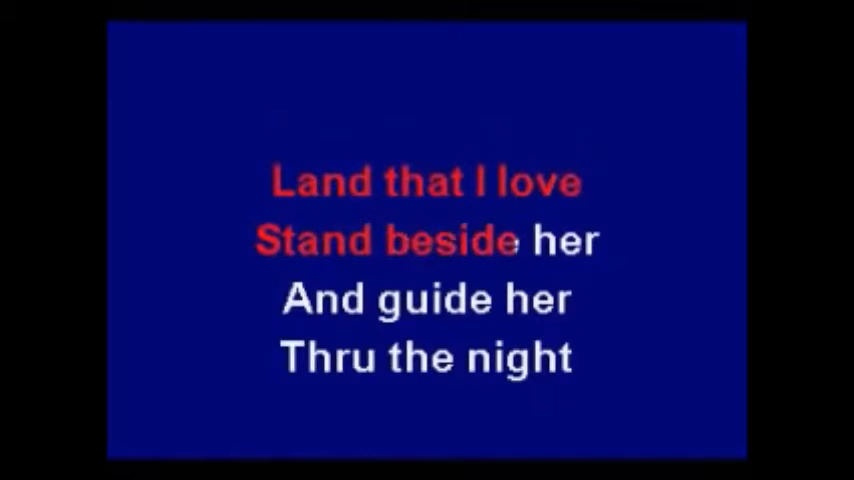 Land that I love
Stand beside her
And guide her
Thru the night